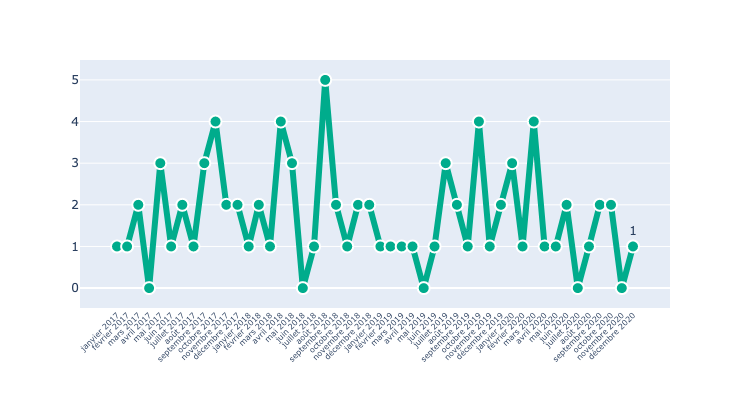 5
4
3
2
1
0
1
janvier 2017
février 2017
mars 2017
avril 2017
mai 2017
juin 2017
juillet 2017
août 2017
septembre 2017
octobre 2017
novembre 2017
décembre 2017
janvier 2018
février 2018
mars 2018
avril 2018
mai 2018
juin 2018
juillet 2018
août 2018
septembre 2018
octobre 2018
novembre 2018
décembre 2018
janvier 2019
février 2019
mars 2019
avril 2019
mai 2019
juin 2019
juillet 2019
août 2019
septembre 2019
octobre 2019
novembre 2019
décembre 2019
janvier 2020
février 2020
mars 2020
avril 2020
mai 2020
juin 2020
juillet 2020
août 2020
septembre 2020
octobre 2020
novembre 2020
décembre 2020